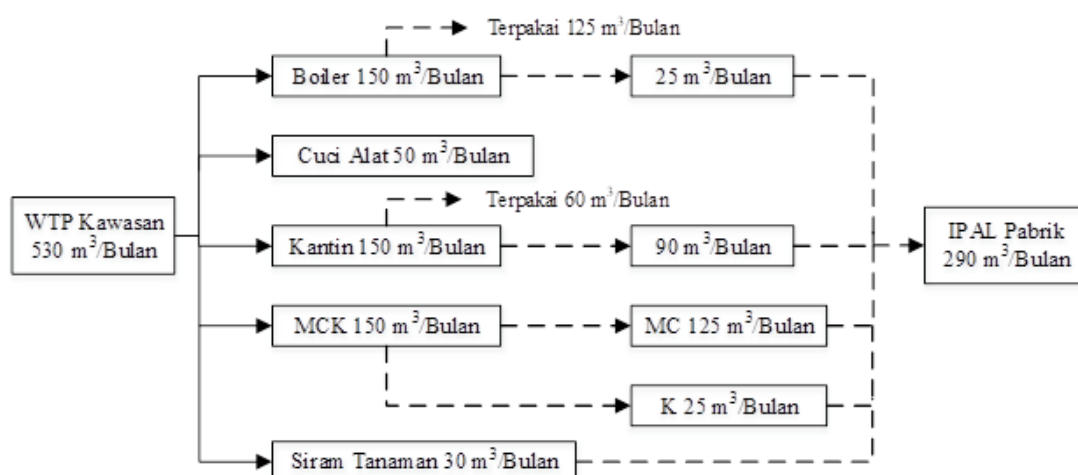 Terpakai 125 m³/Bulan
Boiler 150 m³/Bulan
25 m³/Bulan
Cuci Alat 50 m³/Bulan
Terpakai 60 m³/Bulan
WTP Kawasan
530 m³/Bulan
Kantin 150 m³/Bulan
90 m³/Bulan
IPAL Pabrik
290 m³/Bulan
MCK 150 m³/Bulan
MC 125 m³/Bulan
K 25 m³/Bulan
Siram Tanaman 30 m³/Bulan